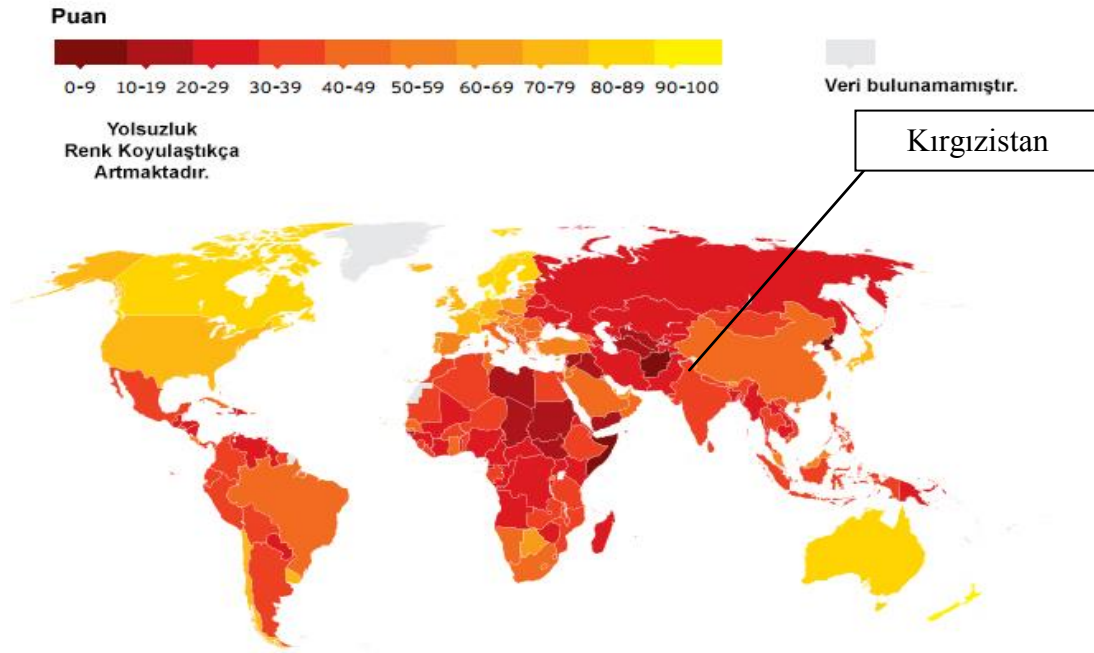 Puan
0-9 10-19 20-29 30-39 40-49 50-59 60-69 70-79 80-89 90-100
Veri bulunamamıştır.
Yolsuzluk
Renk Koyulaştıkça
Artmaktadır.
Kırgızistan